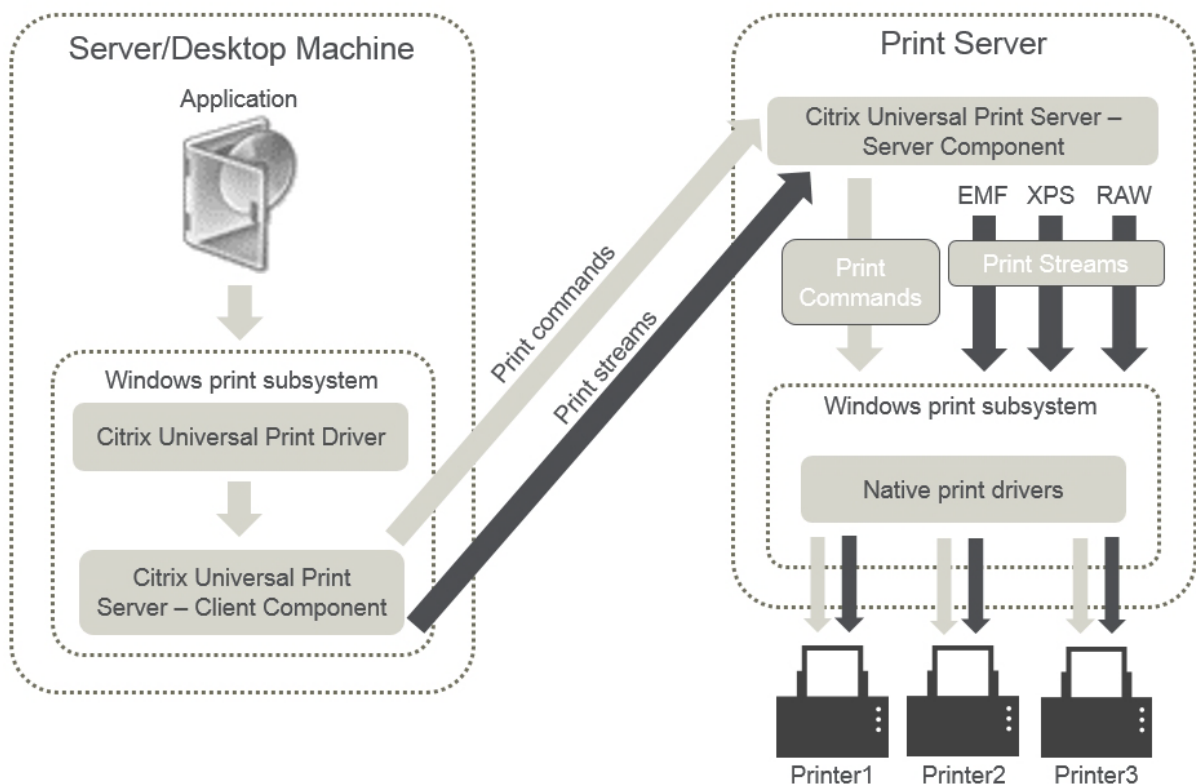 Server/Desktop Machine
Application
Windows print subsystem
Citrix Universal Print Driver
Citrix Universal Print
Server – Client Component
Print commands
Print streams
Print Server
Citrix Universal Print Server –
Server Component
EMF XPS RAW
Print
Commands
Print Streams
Windows print subsystem
Native print drivers
Printer1 Printer2 Printer3